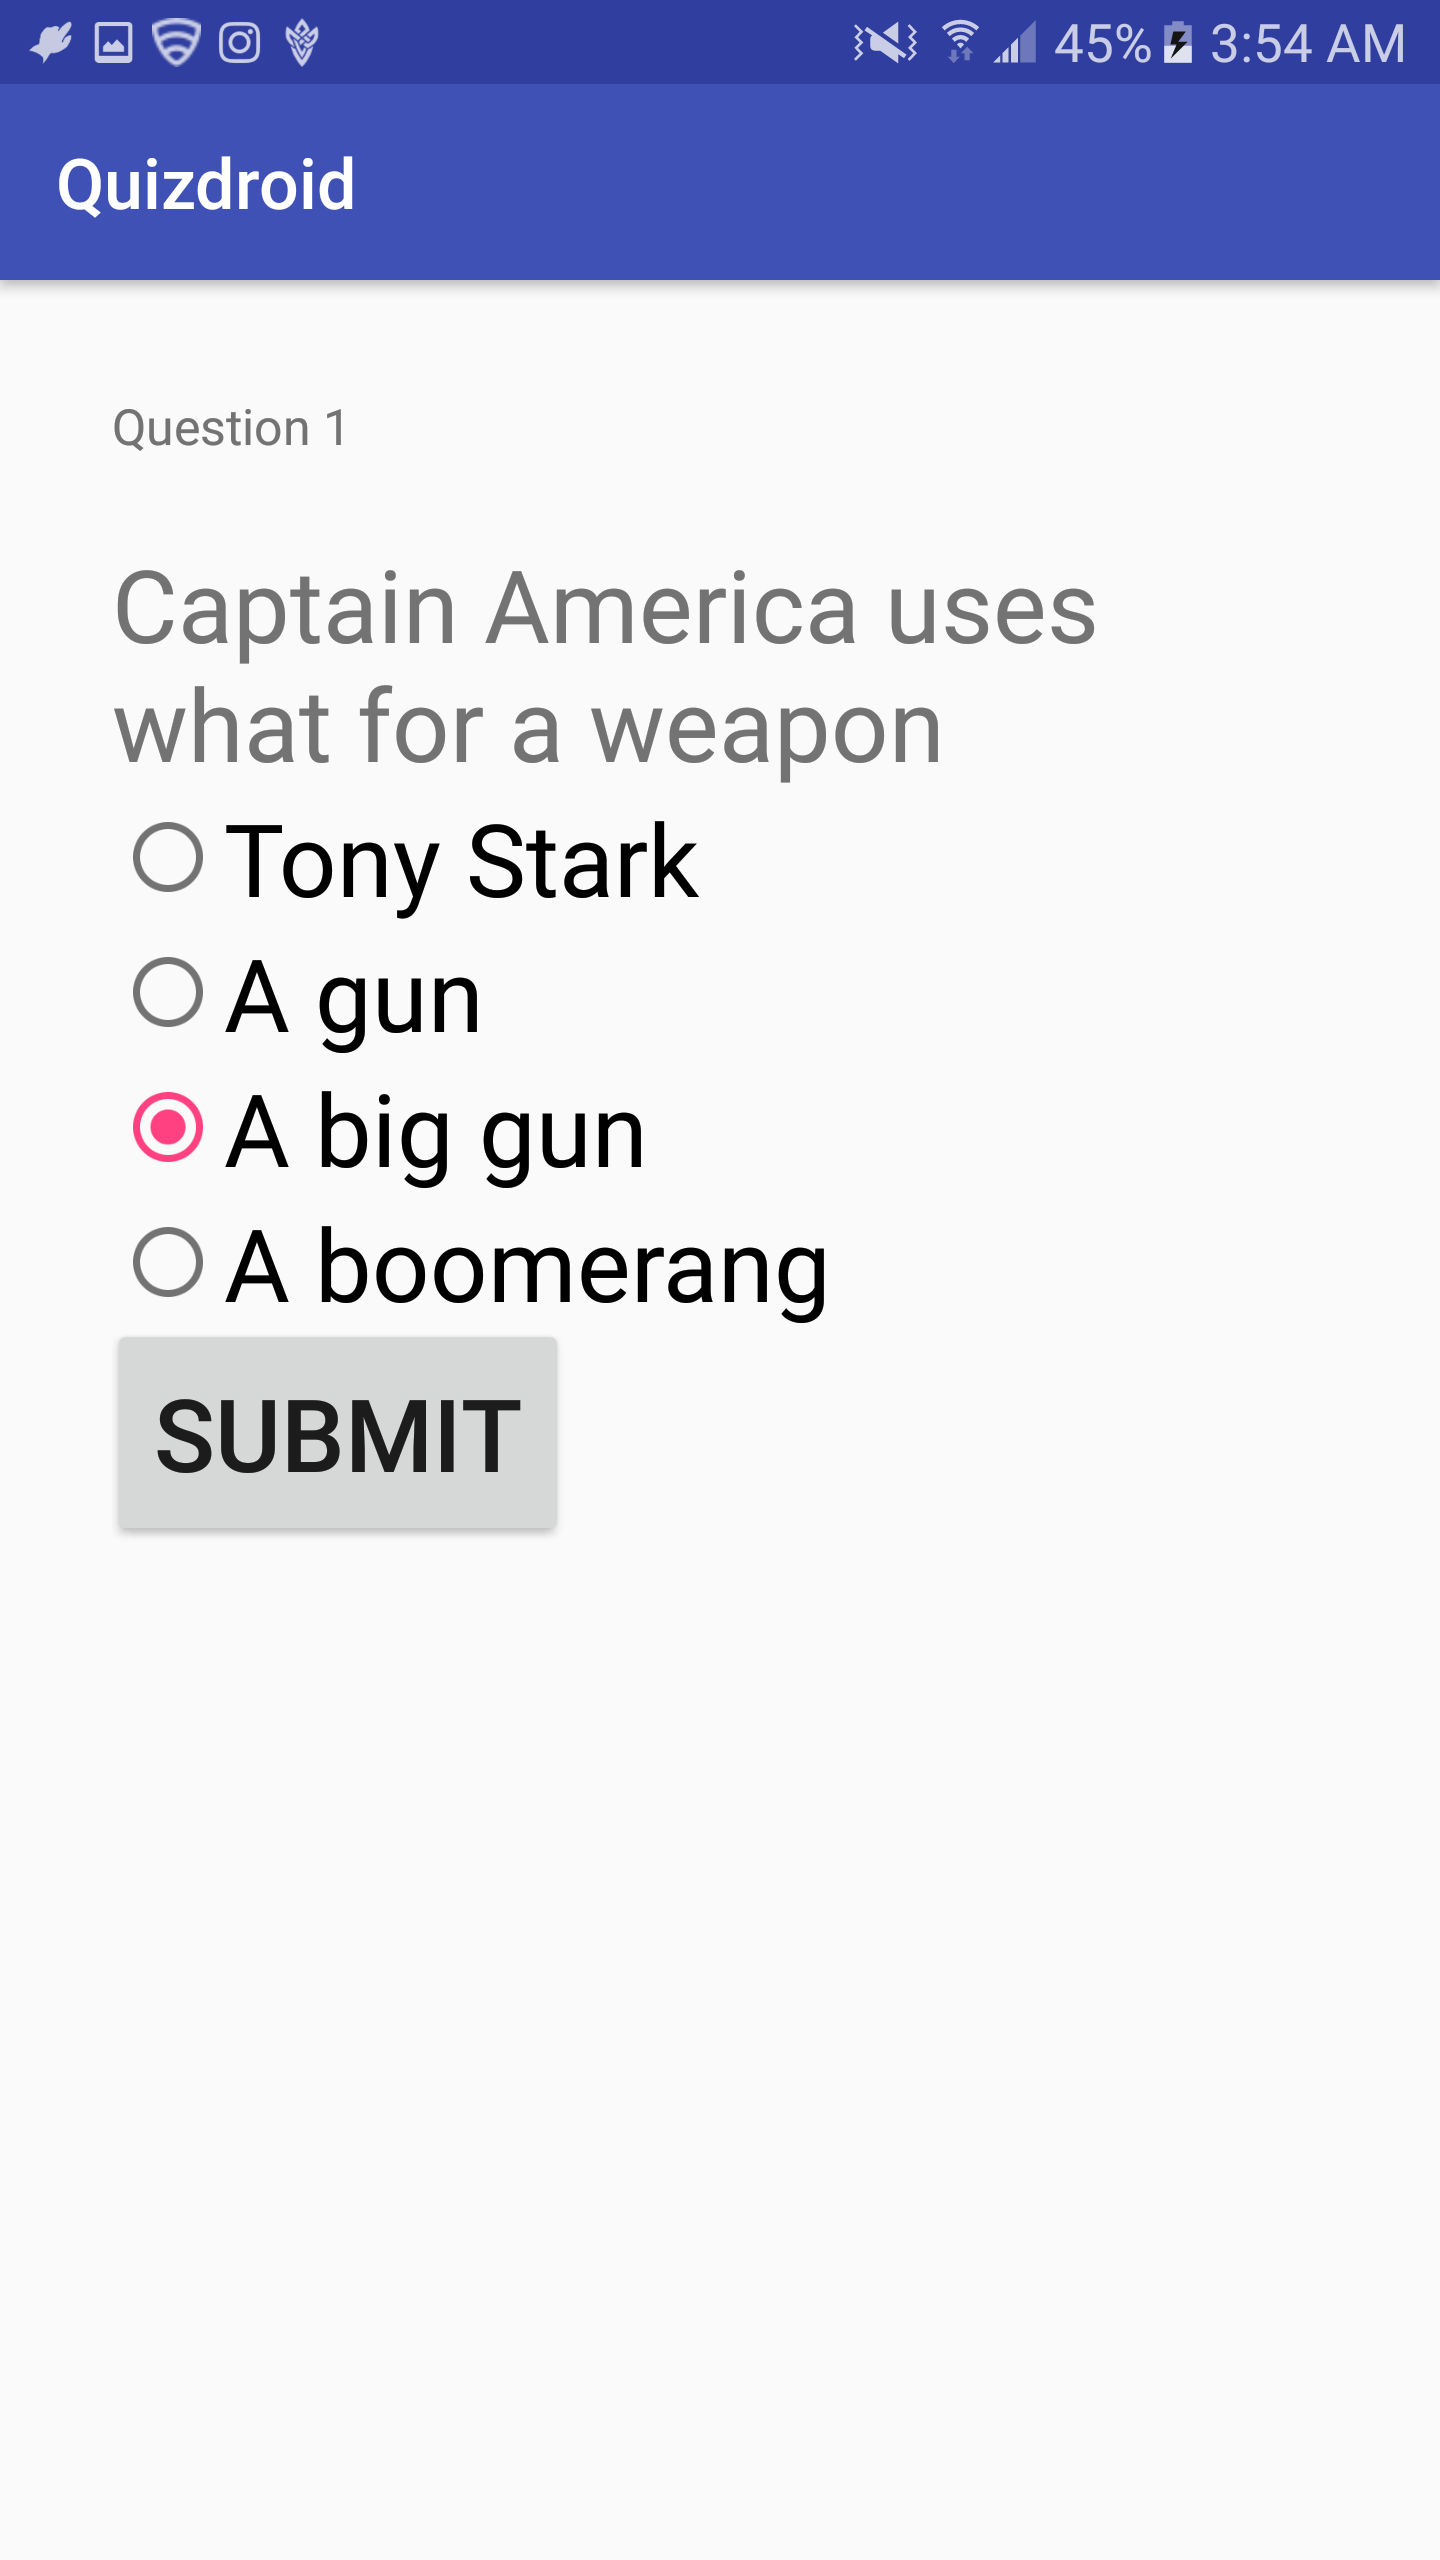 45% 3:54 AM
Quizdroid
Question 1
Captain America uses
what for a weapon
Tony Stark
A gun
A big gun
A boomerang
SUBMIT